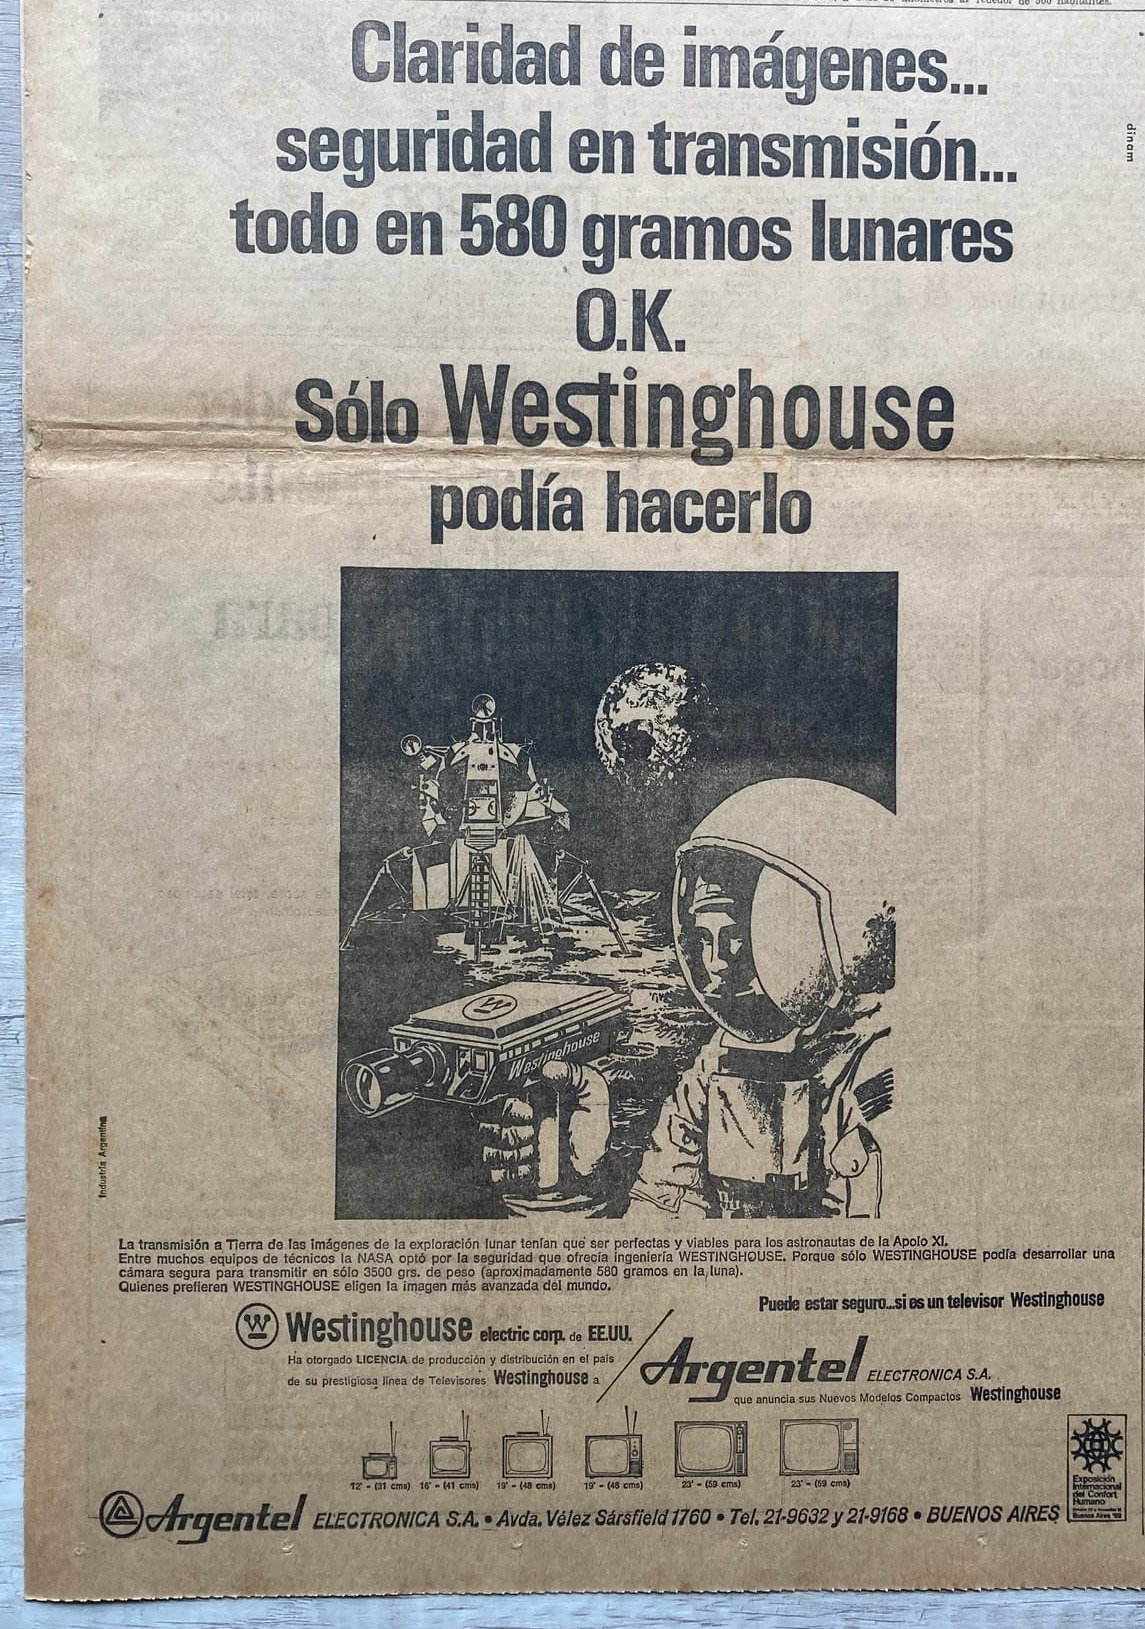 Claridad de imágenes...
seguridad en transmisión...
todo en 580 gramos lunares
O.K.
Sólo Westinghouse
podía hacerlo
dinam
W
Westinghouse
Industria Argentina
La transmisión a Tierra de las imágenes de la exploración lunar tenían que ser perfectas y viables para los astronautas de la Apolo XI.
Entre muchos equipos de técnicos la NASA optó por la seguridad que ofrecía ingeniería WESTINGHOUSE. Porque sólo WESTINGHOUSE podía desarrollar una
cámara segura para transmitir en sólo 3500 grs. de peso (aproximadamente 580 gramos en la luna).
Quienes prefieren WESTINGHOUSE eligen la imagen más avanzada del mundo.
Puede estar seguro...si es un televisor Westinghouse
W Westinghouse electric corp. de EE.UU.
Ha otorgado LICENCIA de producción y distribución en el país
de su prestigiosa línea de Televisores Westinghouse a
Argentel ELECTRONICA S.A.
que anuncia sus Nuevos Modelos Compactos Westinghouse
12' - (31 cms) 16' - (41 cms) 19' - (48 cms) 19' - (48 cms) 23' - (59 cms) 23' - (59 cms)
Exposición
Internacional
del Confort
Humano
Buenos Aires
Argentel ELECTRONICA S.A. • Avda. Vélez Sársfield 1760 • Tel. 21-9632 y 21-9168 • BUENOS AIRES